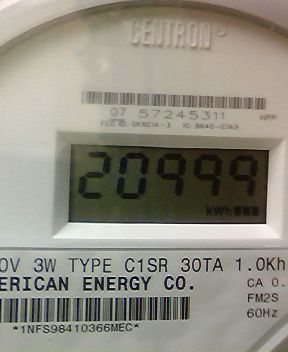 CENTRON®
07 57245311 HPP
20999
kWh
0V 3W TYPE C1SR 30TA 1.0Kh
ERICAN ENERGY CO. CA 0.
FM2S
60Hz
*1NFS98410366MEC*